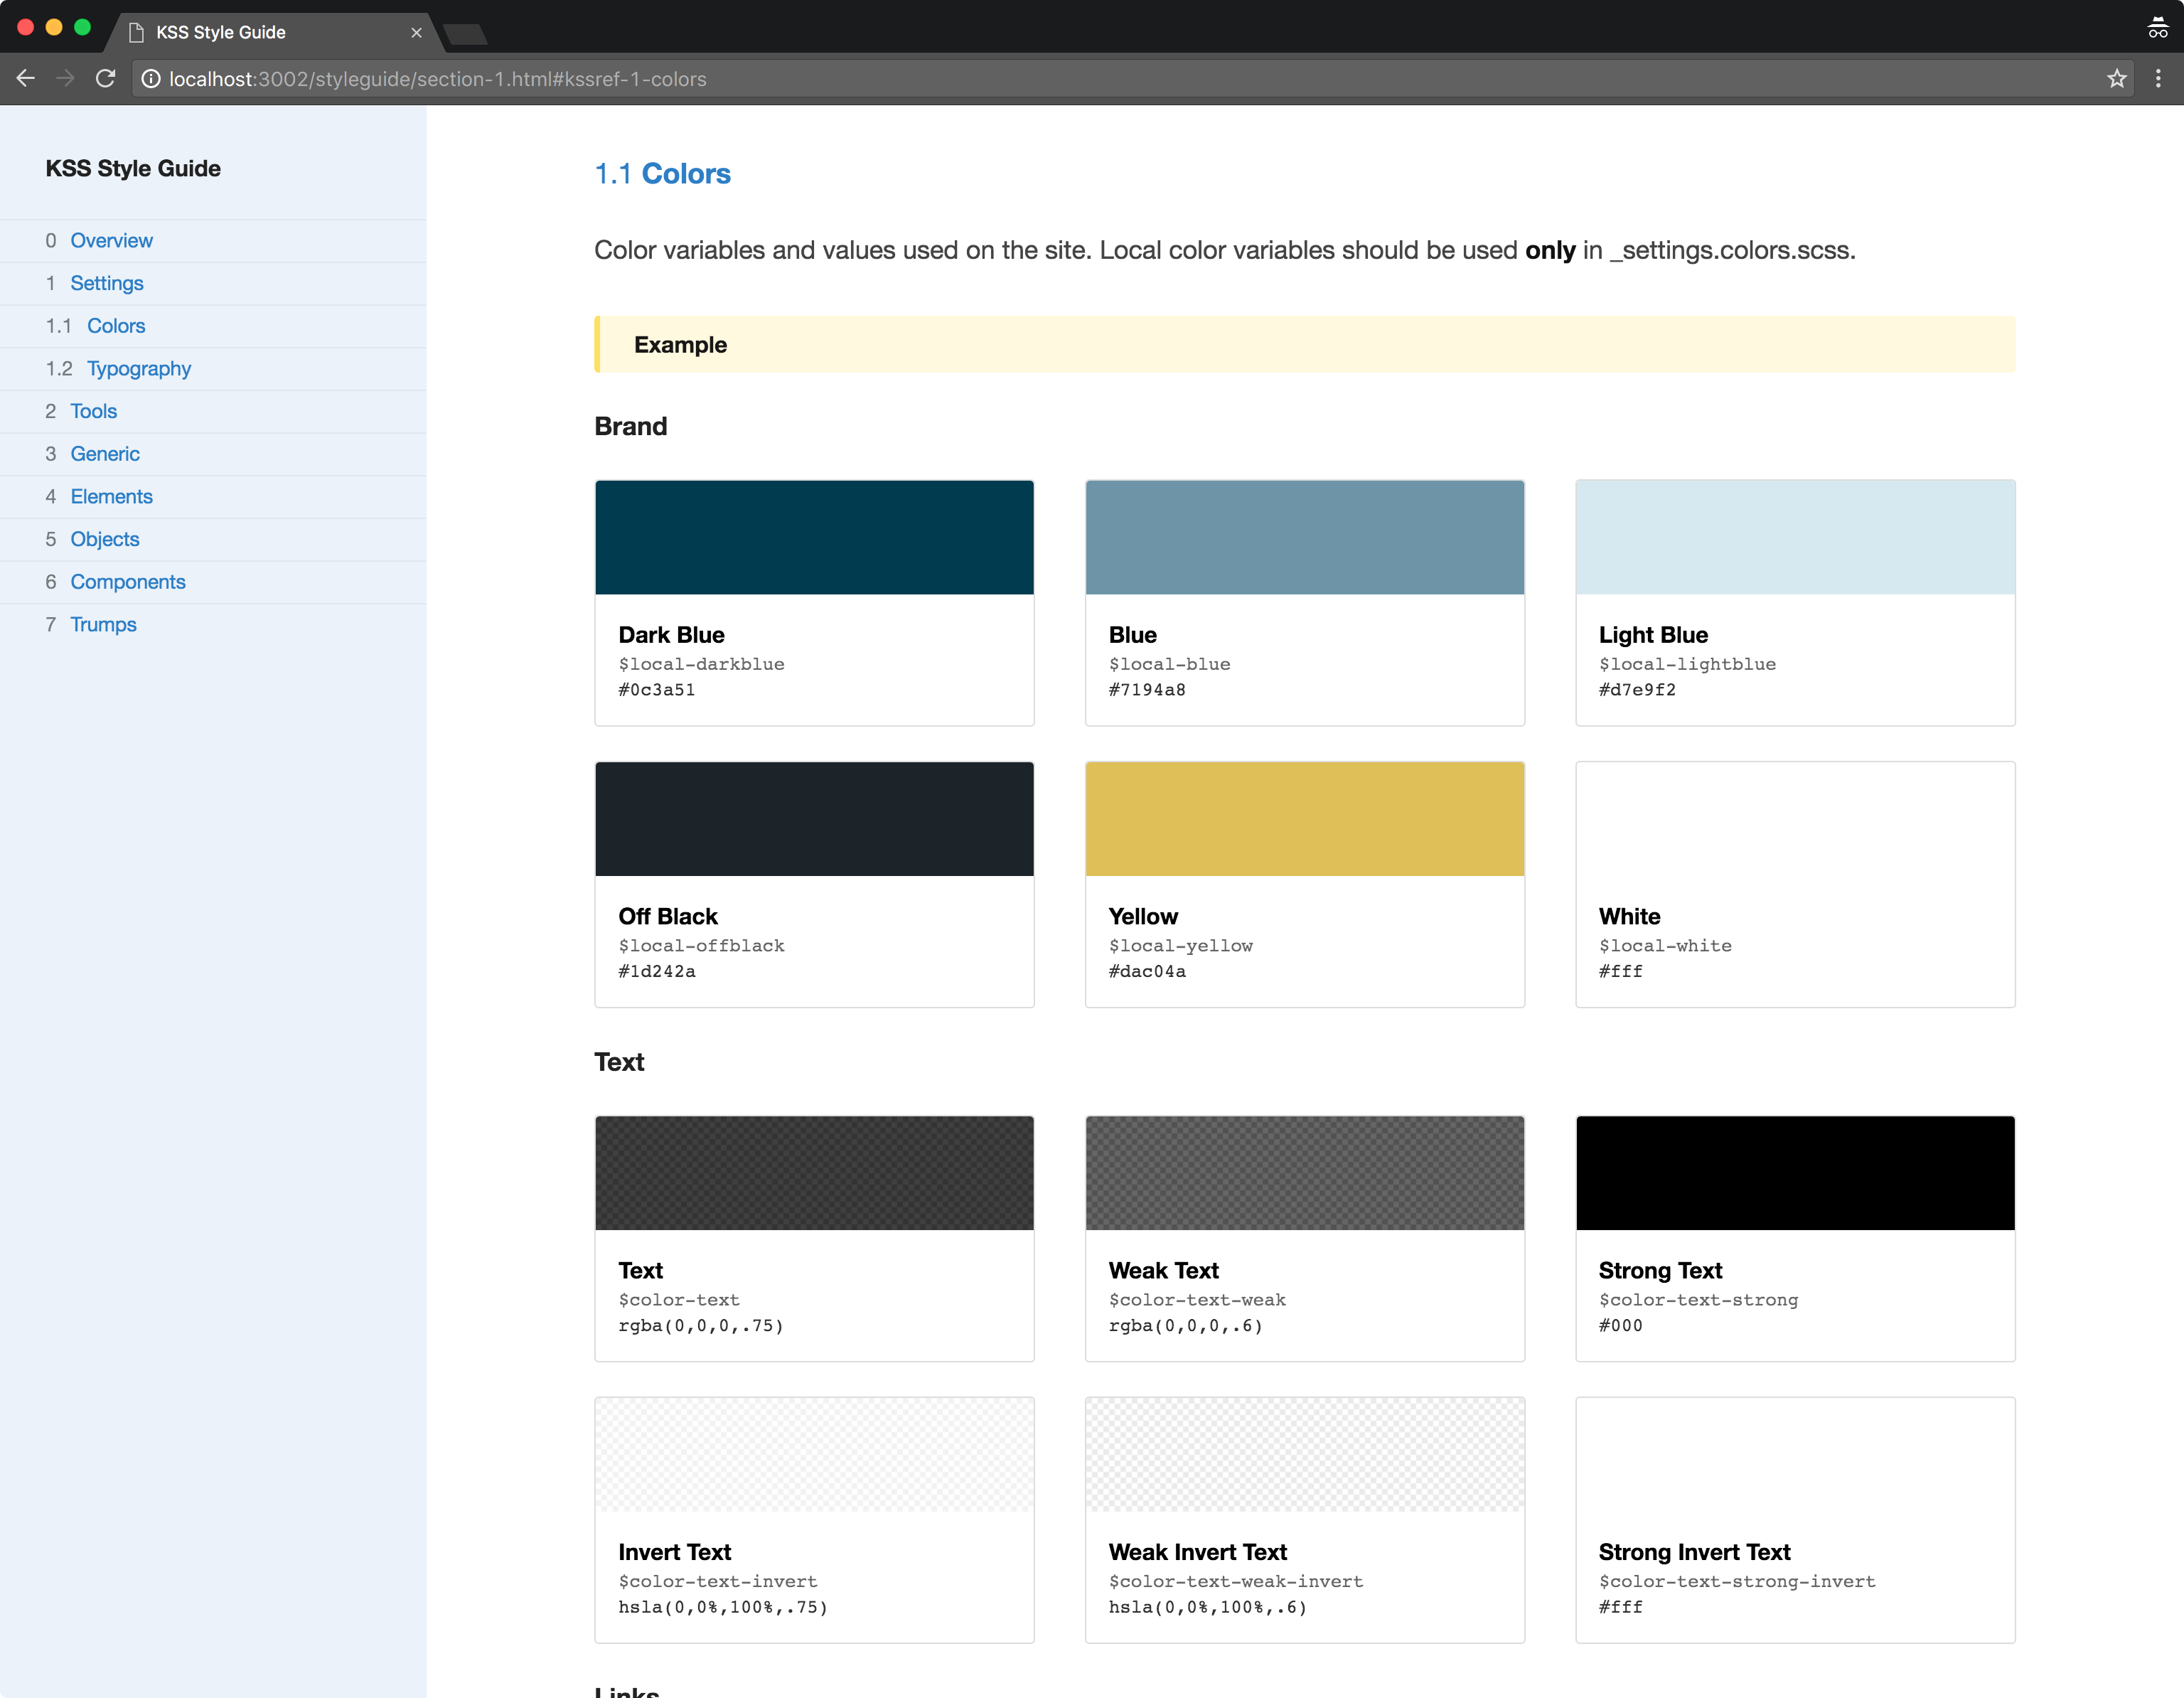 KSS Style Guide
localhost:3002/styleguide/section-1.html#kssref-1-colors
KSS Style Guide
0 Overview
1 Settings
1.1 Colors
1.2 Typography
2 Tools
3 Generic
4 Elements
5 Objects
6 Components
7 Trumps
1.1 Colors
Color variables and values used on the site. Local color variables should be used only in _settings.colors.scss.
Example
Brand
Dark Blue
$local-darkblue
#0c3a51
Blue
$local-blue
#7194a8
Light Blue
$local-lightblue
#d7e9f2
Off Black
$local-offblack
#1d242a
Yellow
$local-yellow
#dac04a
White
$local-white
#fff
Text
Text
$color-text
rgba(0,0,0,.75)
Weak Text
$color-text-weak
rgba(0,0,0,.6)
Strong Text
$color-text-strong
#000
Invert Text
$color-text-invert
hsla(0,0%,100%,.75)
Weak Invert Text
$color-text-weak-invert
hsla(0,0%,100%,.6)
Strong Invert Text
$color-text-strong-invert
#fff
Links